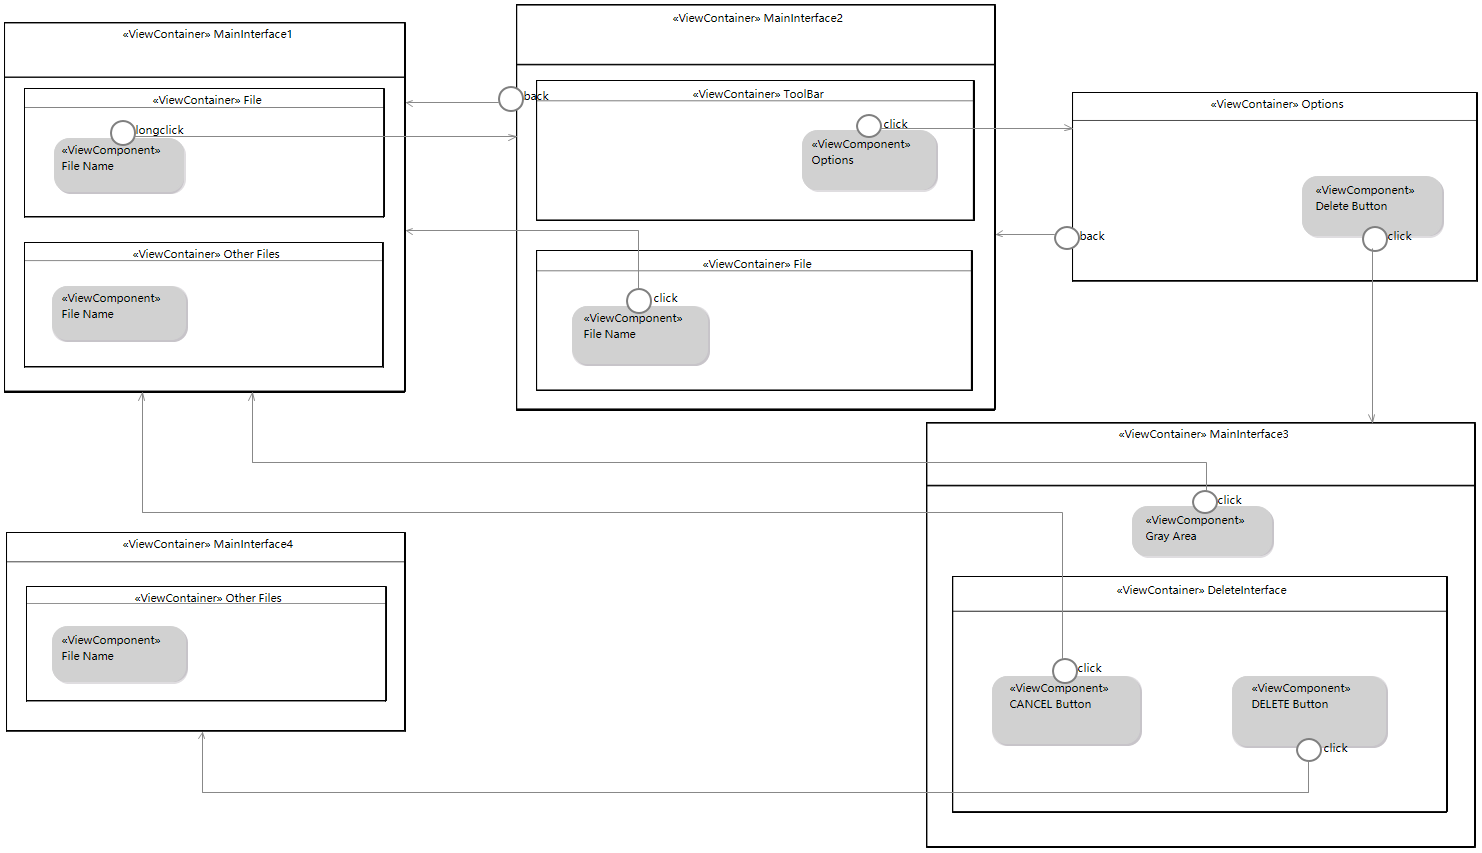 «ViewContainer» MainInterface1
«ViewContainer» File
longclick
«ViewComponent»
File Name
«ViewContainer» Other Files
«ViewComponent»
File Name
«ViewContainer» MainInterface2
back
«ViewContainer» ToolBar
click
«ViewComponent»
Options
«ViewContainer» File
click
«ViewComponent»
File Name
«ViewContainer» Options
«ViewComponent»
Delete Button
click
back
«ViewContainer» MainInterface3
click
«ViewComponent»
Gray Area
«ViewContainer» DeleteInterface
click
«ViewComponent»
CANCEL Button
«ViewComponent»
DELETE Button
click
«ViewContainer» MainInterface4
«ViewContainer» Other Files
«ViewComponent»
File Name